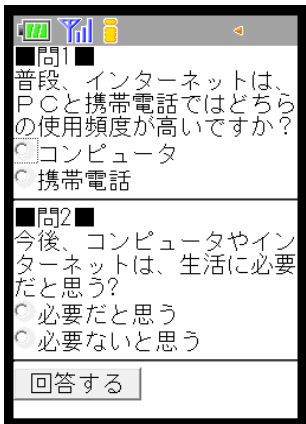 ■問1■
普段、インターネットは、
ＰＣと携帯電話ではどちら
の使用頻度が高いですか？
コンピュータ
携帯電話
■問2■
今後、コンピュータやイン
ターネットは、生活に必要
だと思う?
必要だと思う
必要ないと思う
回答する